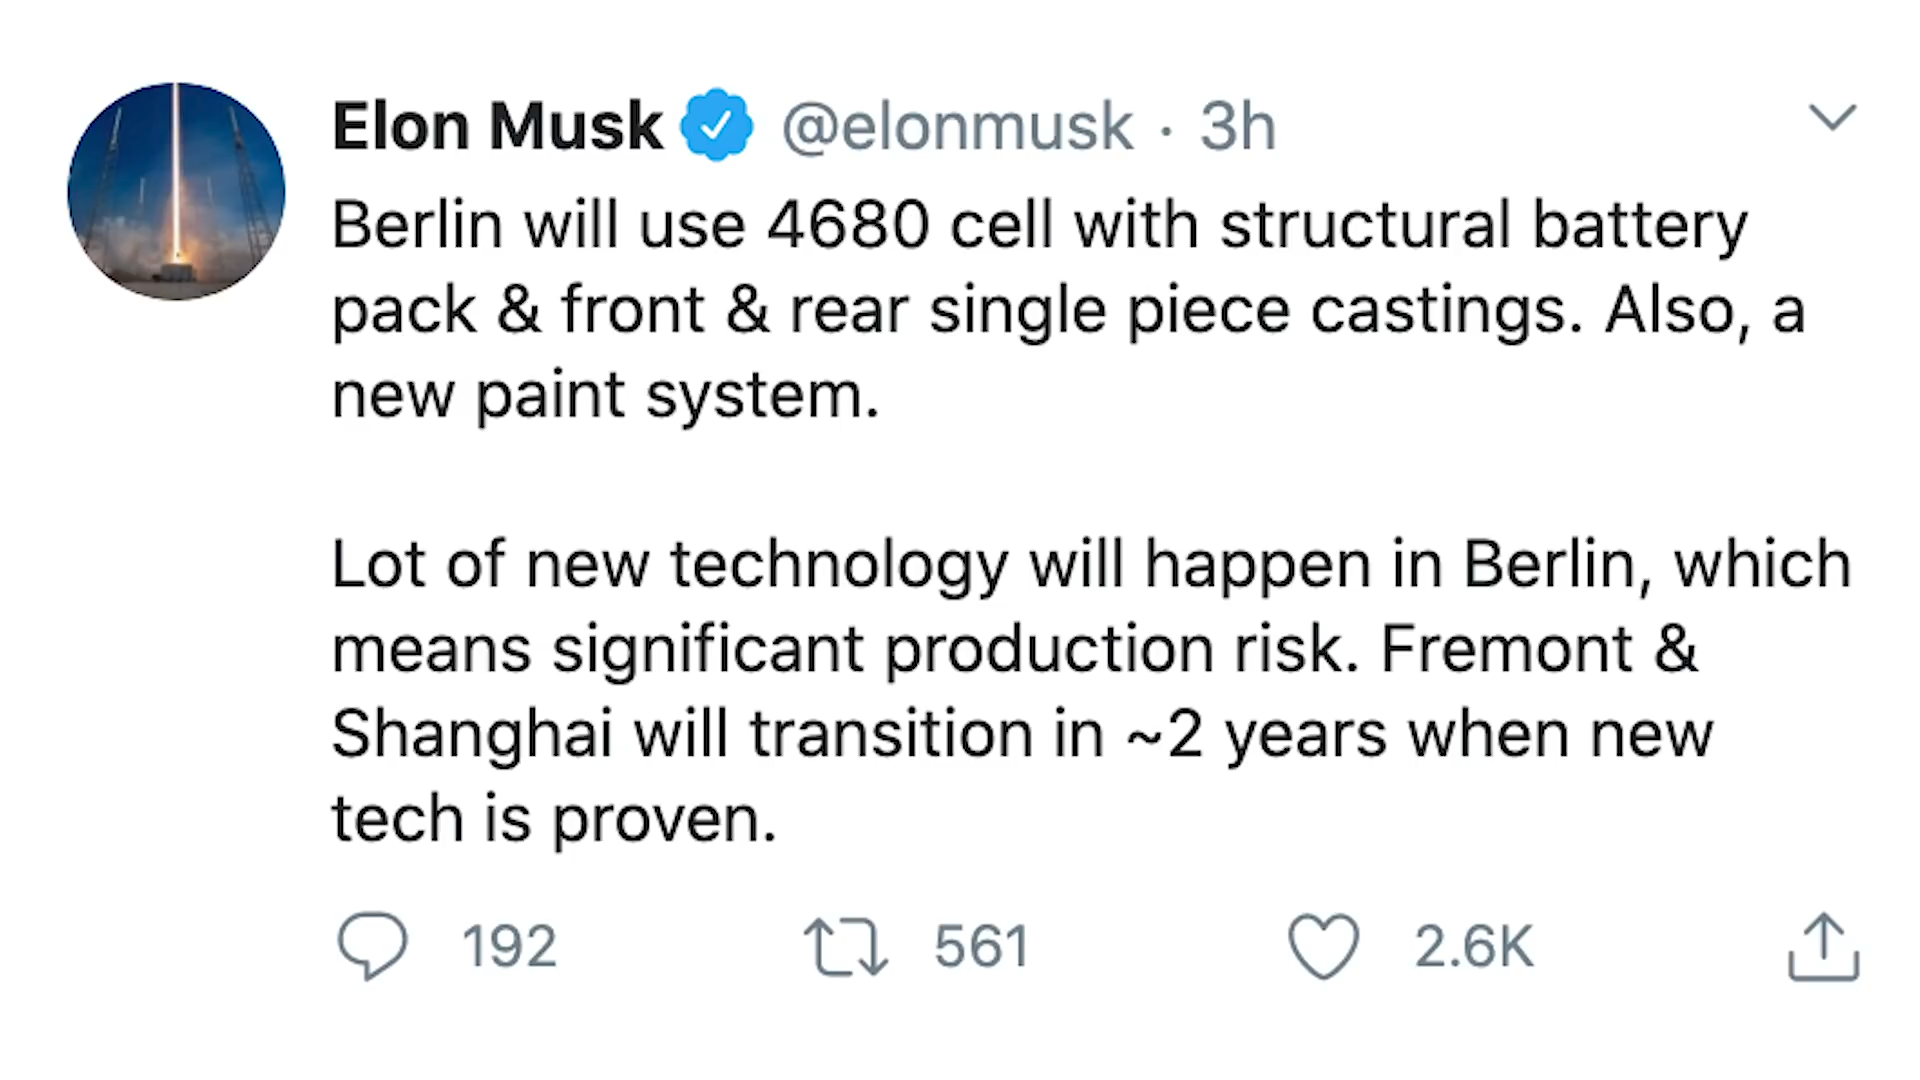 Elon Musk @elonmusk · 3h
Berlin will use 4680 cell with structural battery
pack & front & rear single piece castings. Also, a
new paint system.
Lot of new technology will happen in Berlin, which
means significant production risk. Fremont &
Shanghai will transition in ~2 years when new
tech is proven.
192 561 2.6K